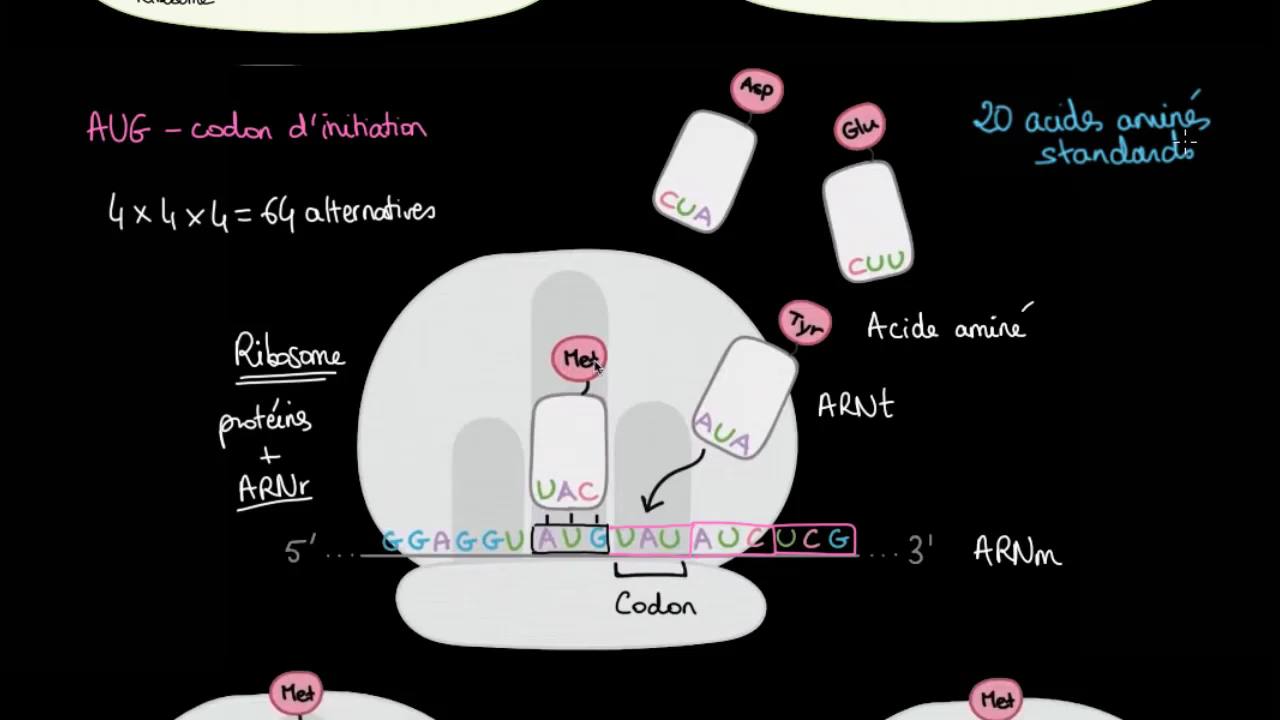 Ribosome
AUG - codon d'initiation
4 x 4 x 4 = 64 alternatives
20 acides aminés
standards
Asp
CUA
Glu
CUU
Tyr
Acide aminé
AUA
ARNt
Ribosome
protéines
+
ARNr
Met
UAC
5' ... GGAGGU AUG UAU AUC UCG ... 3'
ARNm
Codon
Met
Met